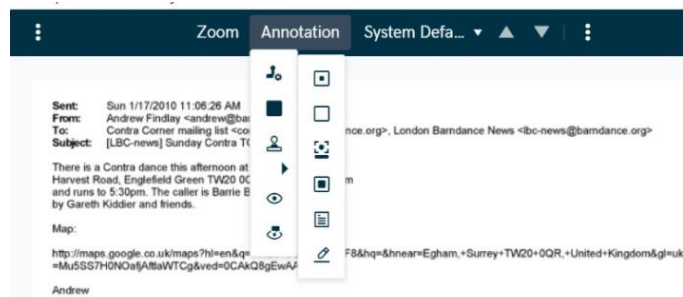 Zoom Annotation System Defa...
Sent: Sun 1/17/2010 11:06:26 AM
From: Andrew Findlay <andrew@ba
To: Contra Corner mailing list <co nce.org>, London Barndance News <lbc-news@barndance.org>
Subject: [LBC-news] Sunday Contra T
There is a Contra dance this afternoon at
Harvest Road, Englefield Green TW20 0 m
and runs to 5:30pm. The caller is Barrie B
by Gareth Kiddier and friends.
Map:
http://maps.google.co.uk/maps?hl=en&q= F8&hq=&hnear=Egham,+Surrey+TW20+0QR,+United+Kingdom&gl=uk
=Mu5SS7H0NOafjAftlaWTCg&ved=0CAkQ8gEwAA
Andrew